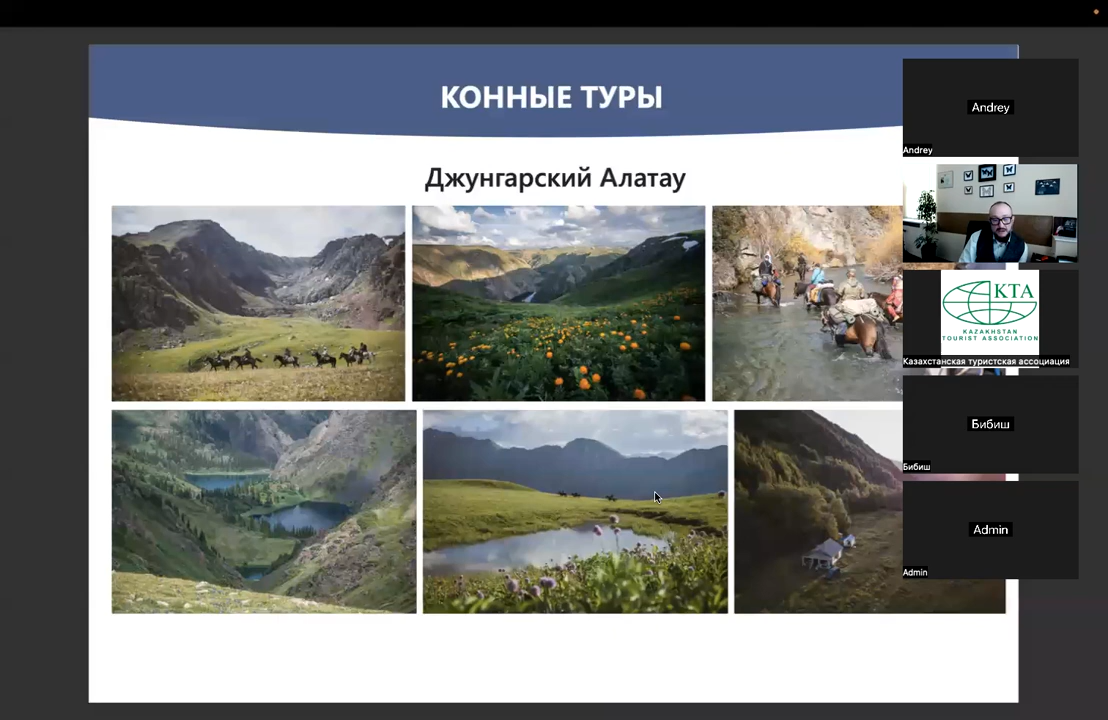 КОННЫЕ ТУРЫ
Джунгарский Алатау
Andrey
Andrey
KTA
KAZAKHSTAN
TOURIST ASSOCIATION
Казахстанская туристская ассоциация
Бибиш
Бибиш
Admin
Admin